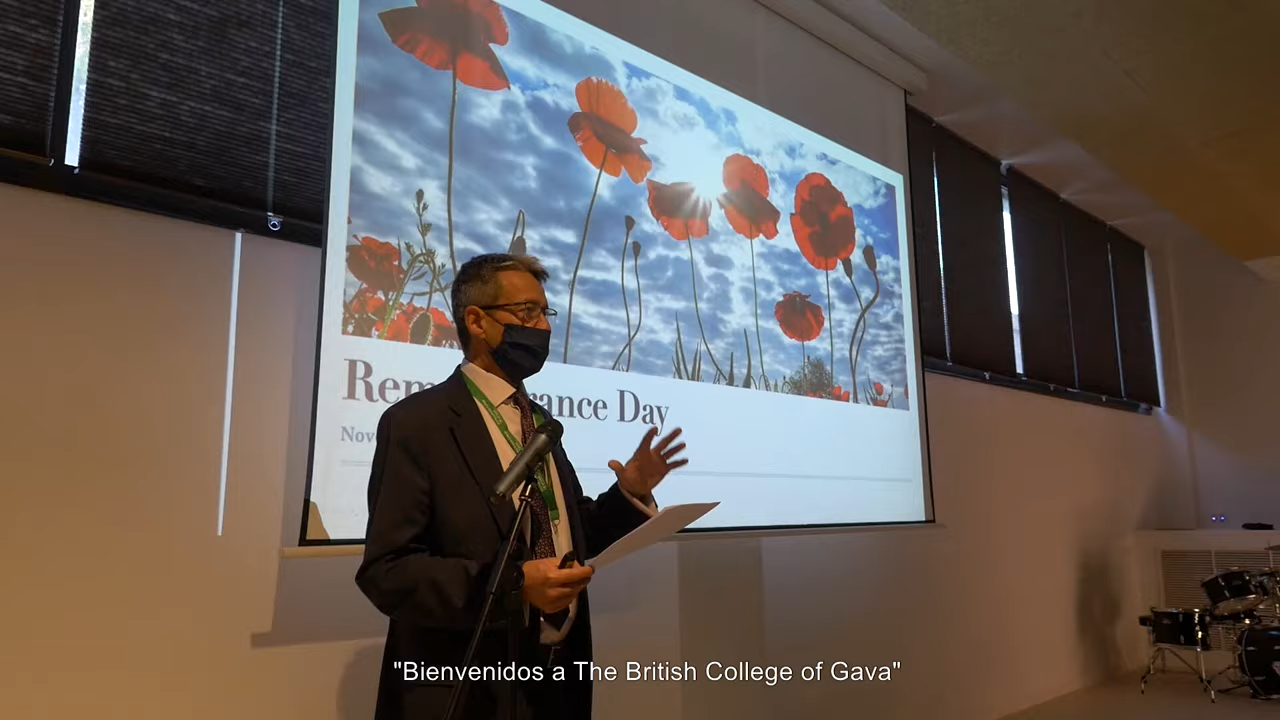 Rem rance Day
Nov
"Bienvenidos a The British College of Gava"